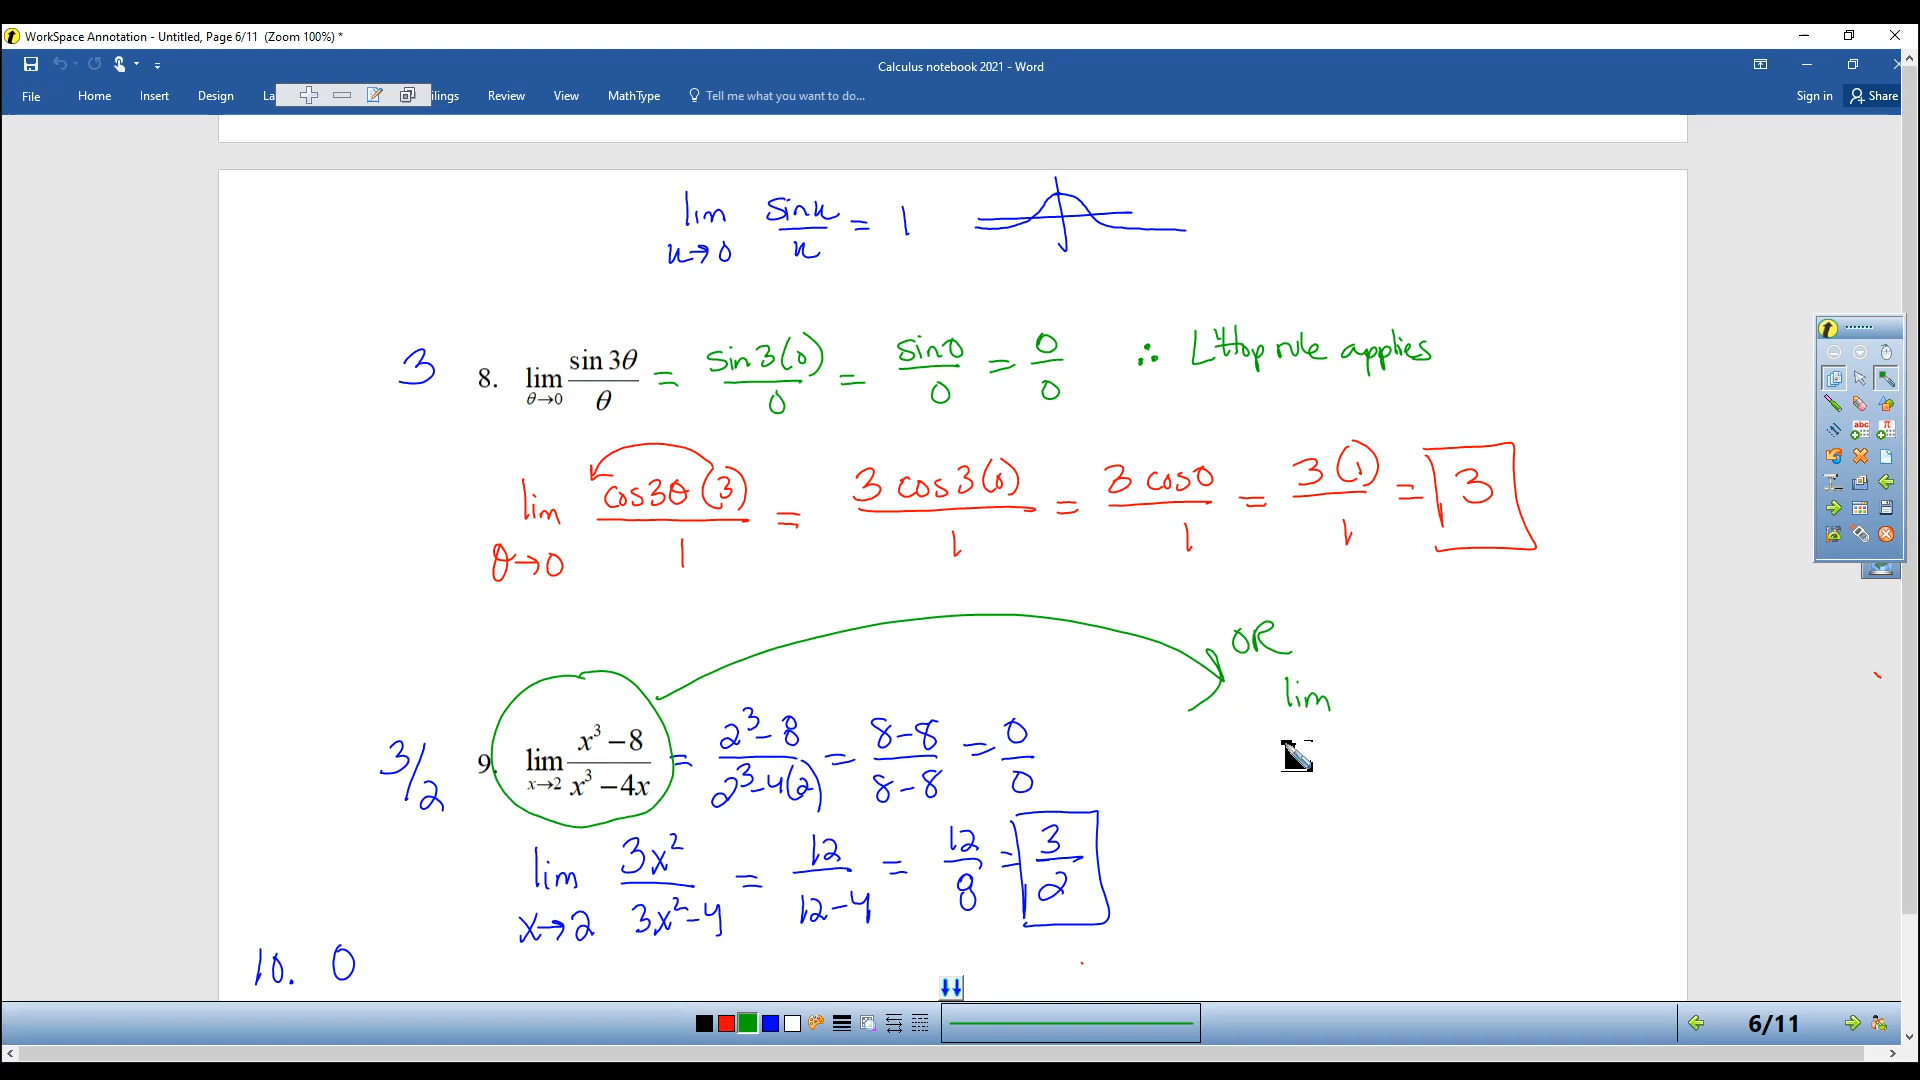 WorkSpace Annotation - Untitled, Page 6/11 (Zoom 100%) *
Calculus notebook 2021 - Word
File Home Insert Design La ilings Review View MathType Tell me what you want to do... Sign in Share
lim x→0 sin x / x = 1
3 8. lim θ→0 sin 3θ / θ = sin 3(0) / 0 = sin 0 / 0 = 0/0 ∴ L'Hop rule applies
lim θ→0 cos3θ (3) / 1 = 3 cos 3(0) / 1 = 3 cos 0 / 1 = 3(1) / 1 = 3
OR
lim
3/2 9. lim x→2 x³ – 8 / x³ – 4x = 2³ – 8 / 2³ – 4(2) = 8 – 8 / 8 – 8 = 0/0
lim x→2 3x² / 3x² – 4 = 12 / 12 – 4 = 12/8 = 3/2
10. 0
6/11